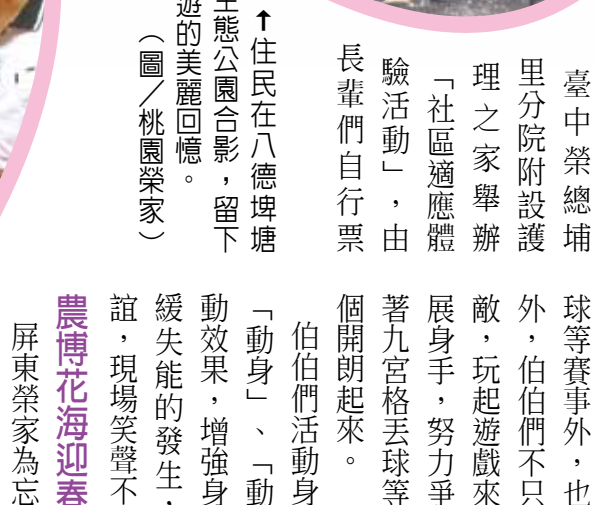 臺中榮總埔
里分院附設護
理之家舉辦
「社區適應體
驗活動」，由
長輩們自行票
↑住民在八德埤塘
生態公園合影，留下
遊的美麗回憶。
（圖／桃園榮家）
球等賽事外，也
外，伯伯們不只
敵，玩起遊戲來
展身手，努力爭
著九宮格丟球等
個開朗起來。
伯伯們活動身
「動身」、「動
動效果，增強身
緩失能的發生，
誼，現場笑聲不
農博花海迎春
屏東榮家為忘